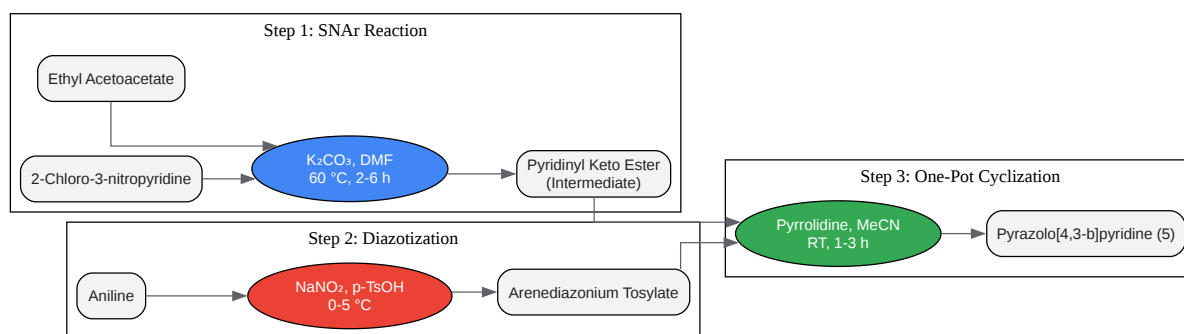 Step 1: SNAr Reaction
Ethyl Acetoacetate
2-Chloro-3-nitropyridine
K₂CO₃, DMF
60 °C, 2-6 h
Pyridinyl Keto Ester
(Intermediate)
Step 2: Diazotization
Aniline
NaNO₂, p-TsOH
0-5 °C
Arenediazonium Tosylate
Step 3: One-Pot Cyclization
Pyrrolidine, MeCN
RT, 1-3 h
Pyrazolo[4,3-b]pyridine (5)